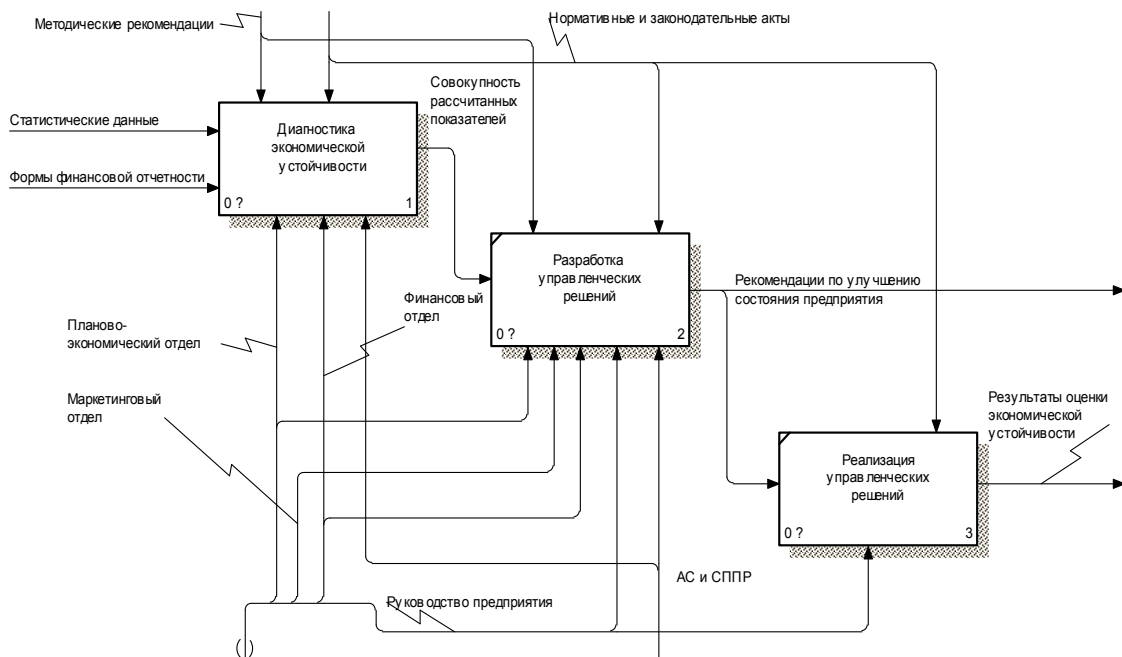 Методические рекомендации
Нормативные и законодательные акты
Статистические данные
Формы финансовой отчетности
Диагностика
экономической
устойчивости
0 ?
1
Совокупность
рассчитанных
показателей
Разработка
управленческих
решений
0 ?
2
Рекомендации по улучшению
состояния предприятия
Финансовый
отдел
Планово-
экономический отдел
Маркетинговый
отдел
Результаты оценки
экономической
устойчивости
Реализация
управленческих
решений
0 ?
3
АС и СППР
Руководство предприятия